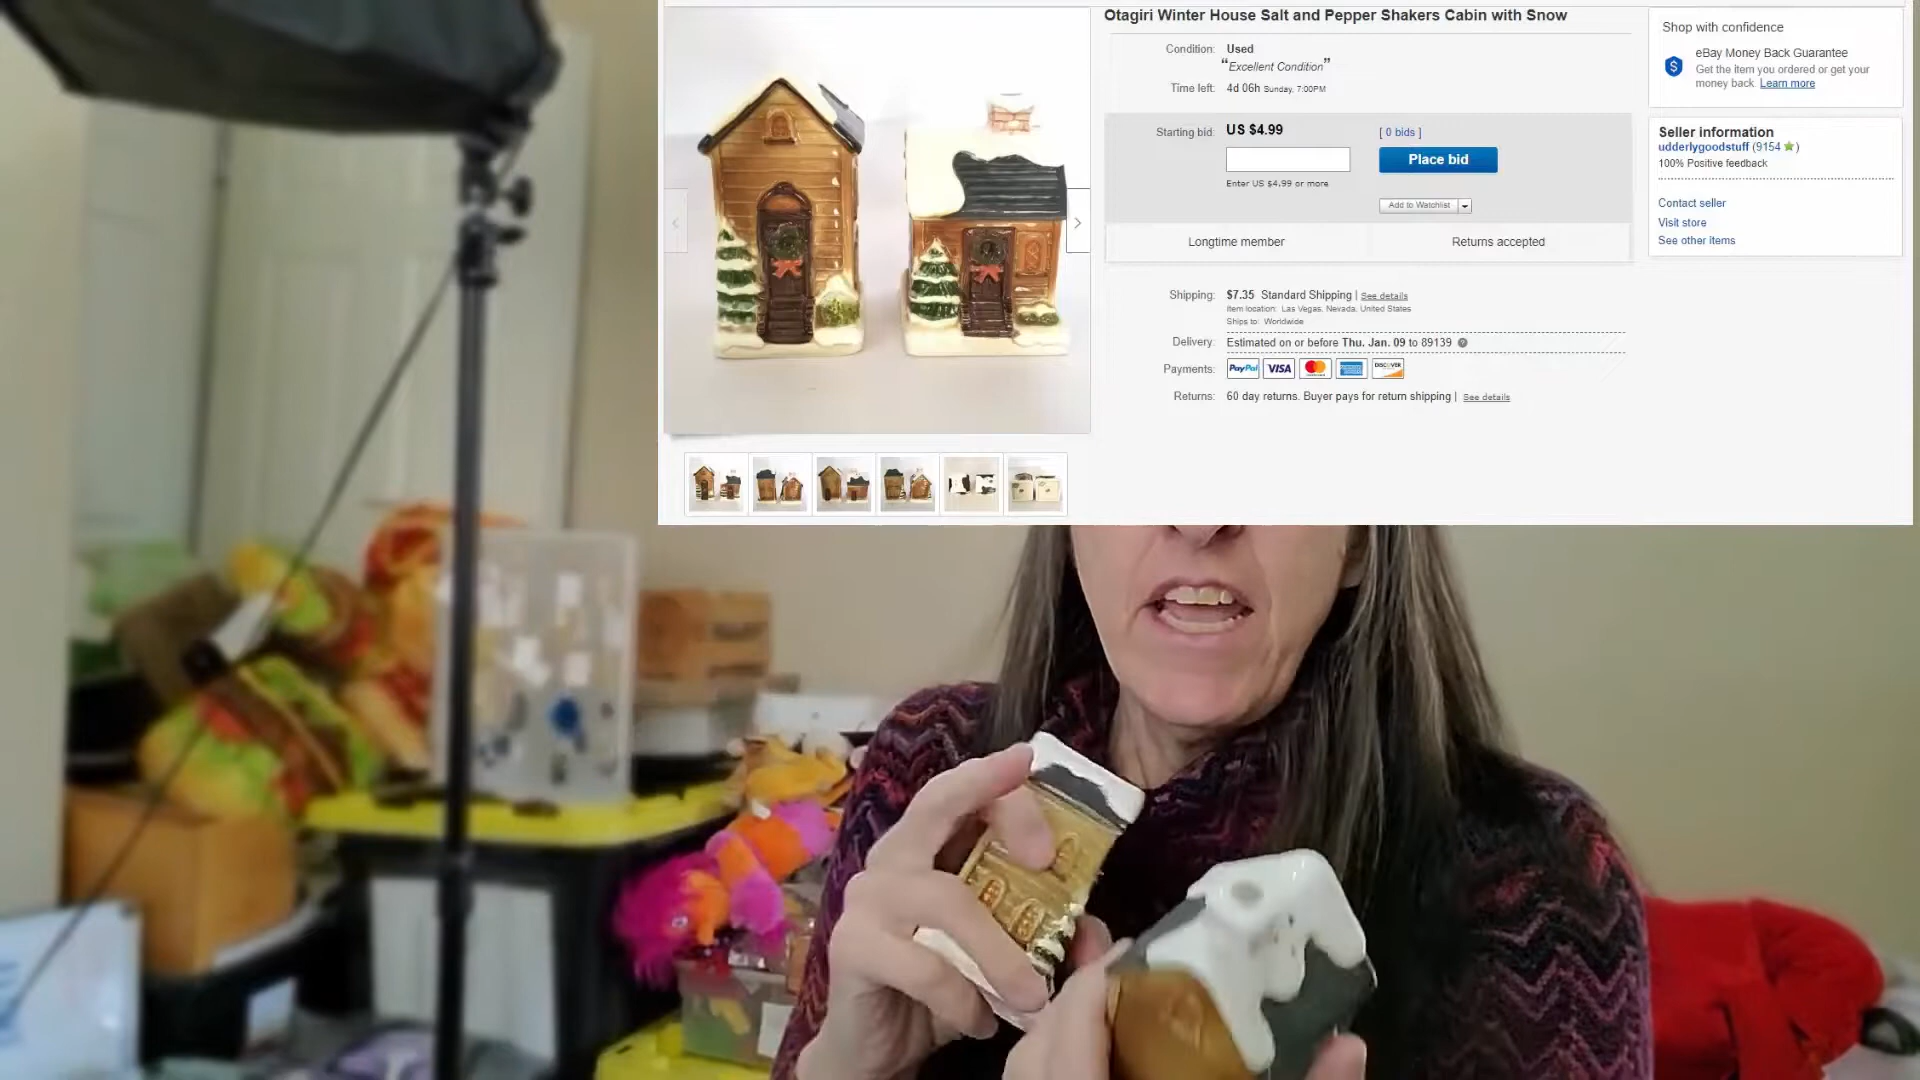 Otagiri Winter House Salt and Pepper Shakers Cabin with Snow
Condition: Used
“Excellent Condition”
Time left: 4d 06h Sunday, 7:00PM
Starting bid: US $4.99 [ 0 bids ]
Place bid
Enter US $4.99 or more
Add to Watchlist
Longtime member Returns accepted
Shipping: $7.35 Standard Shipping | See details
Item location: Las Vegas, Nevada, United States
Ships to: Worldwide
Delivery: Estimated on or before Thu. Jan. 09 to 89139
Payments: PayPal VISA MasterCard AMERICAN EXPRESS DISCOVER
Returns: 60 day returns. Buyer pays for return shipping | See details
Shop with confidence
eBay Money Back Guarantee
Get the item you ordered or get your
money back. Learn more
Seller information
udderlygoodstuff (9154 ★)
100% Positive feedback
Contact seller
Visit store
See other items